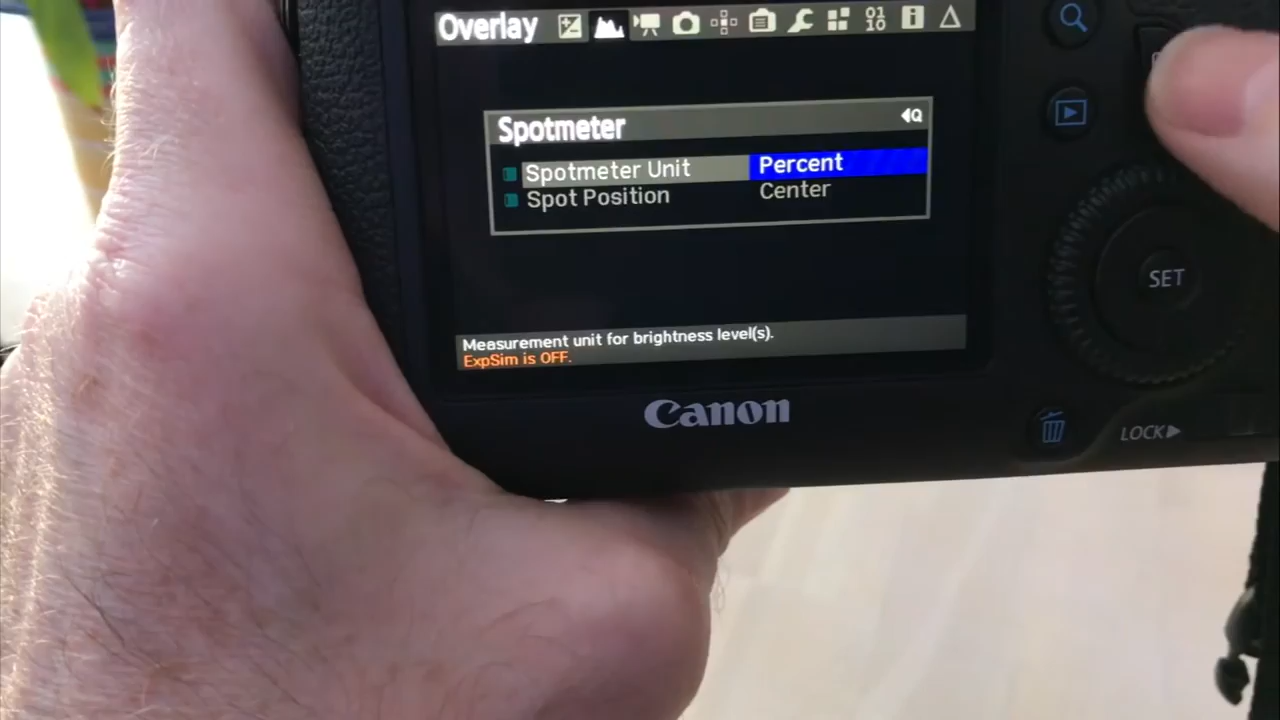 Overlay
Spotmeter
Q
Spotmeter Unit Percent
Spot Position Center
Measurement unit for brightness level(s).
ExpSim is OFF.
Canon
SET
LOCK